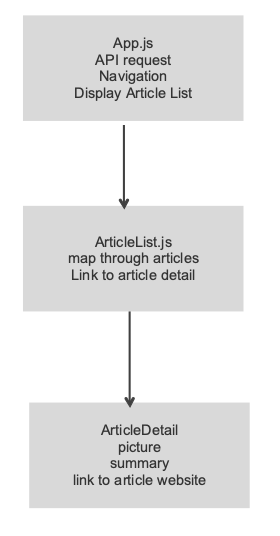 App.js
API request
Navigation
Display Article List
ArticleList.js
map through articles
Link to article detail
ArticleDetail
picture
summary
link to article website